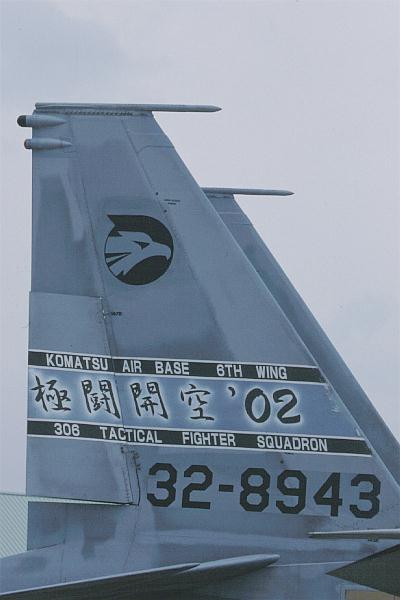 KOMATSU AIR BASE 6TH WING
極闘開空'02
306 TACTICAL FIGHTER SQUADRON
32-8943